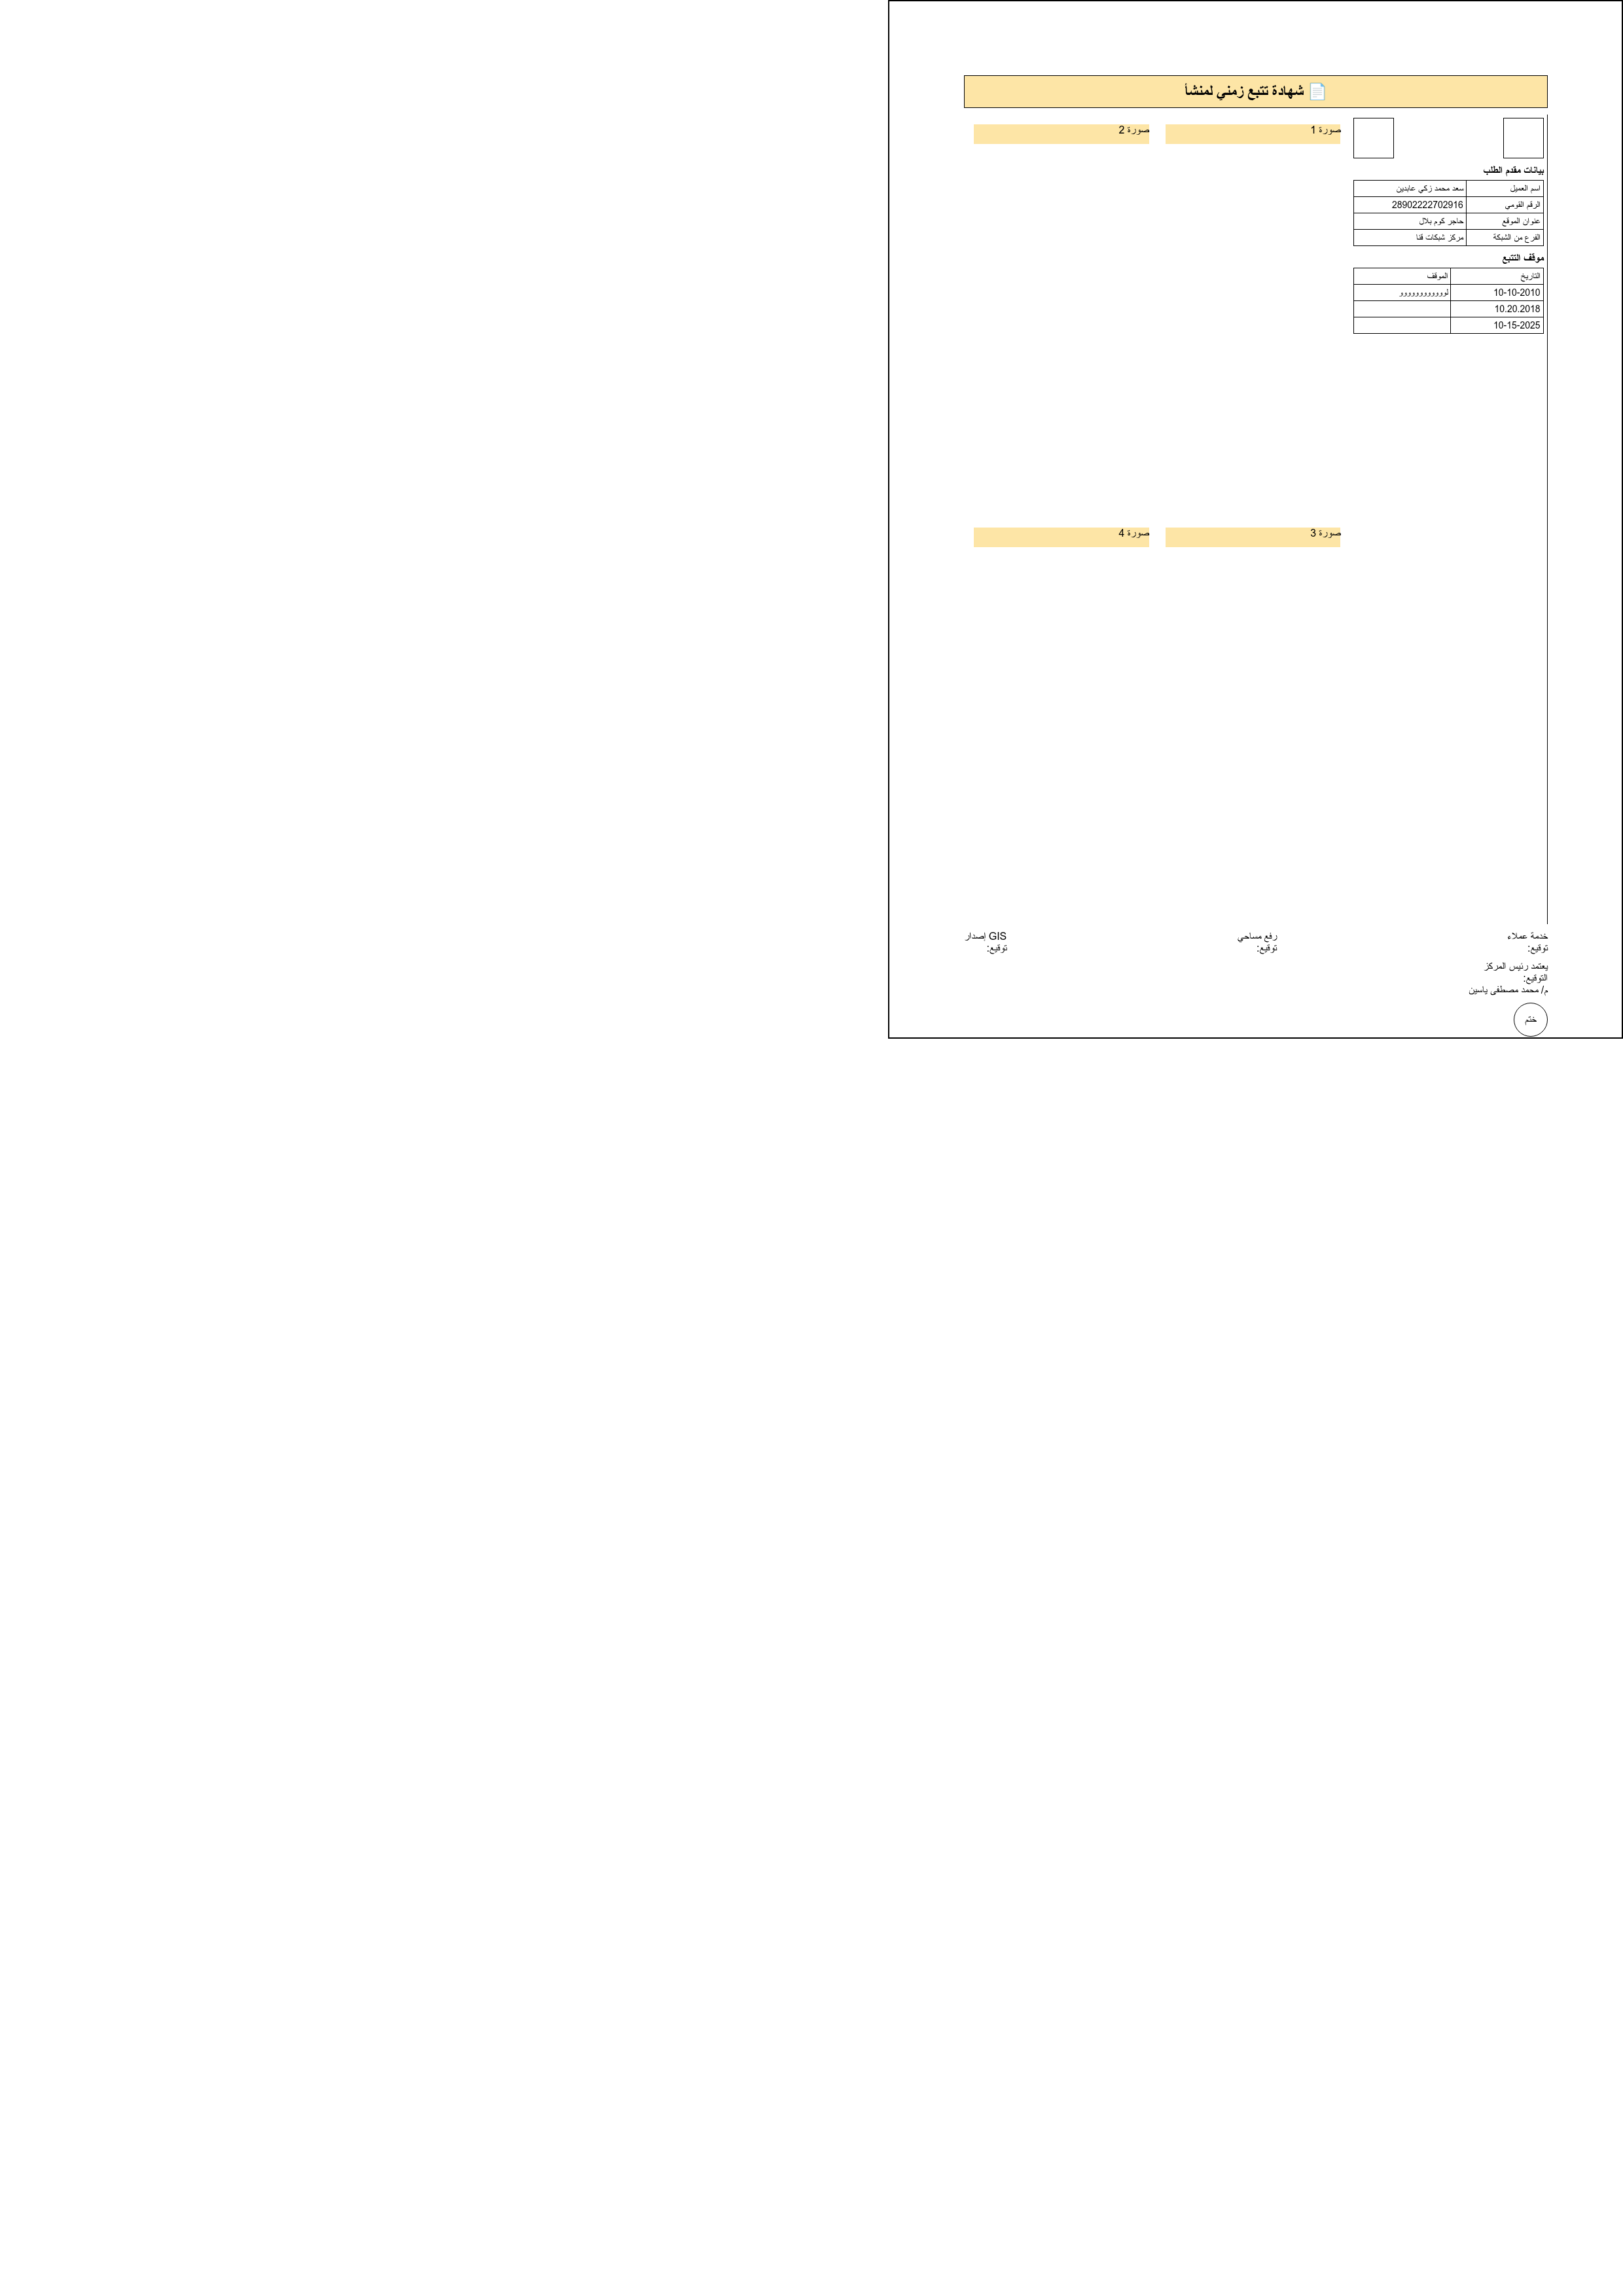 📄 شهادة تتبع زمني لمنشأ
صورة 1
صورة 2
بيانات مقدم الطلب
اسم العميل سعد محمد زكي عابدين
الرقم القومي 28902222702916
عنوان الموقع حاجر كوم بلال
الفرع من الشبكة مركز شبكات قنا
موقف التتبع
التاريخ الموقف
10-10-2010 لووووووووووو
10.20.2018
10-15-2025
صورة 3
صورة 4
خدمة عملاء
توقيع:
رفع مساحي
توقيع:
إصدار GIS
توقيع:
يعتمد رئيس المركز
التوقيع:
م/ محمد مصطفى ياسين
ختم